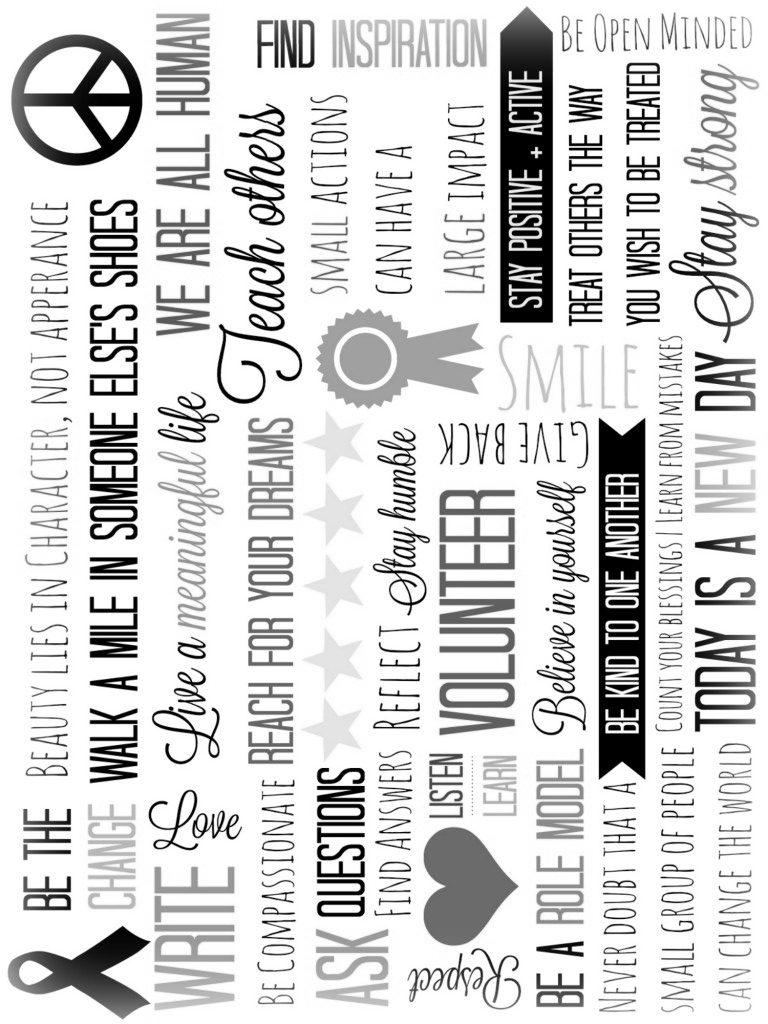 BE THE
CHANGE
BEAUTY LIES IN CHARACTER, NOT APPERANCE
WALK A MILE IN SOMEONE ELSE'S SHOES
WRITE
Love
Live a meaningful life
WE ARE ALL HUMAN
Teach others
FIND INSPIRATION
Be Compassionate
REACH FOR YOUR DREAMS
SMALL ACTIONS
CAN HAVE A
LARGE IMPACT
ASK QUESTIONS
FIND ANSWERS
REFLECT
Stay humble
Respect
LISTEN
LEARN
VOLUNTEER
GIVE BACK
SMILE
STAY POSITIVE + ACTIVE
BE OPEN MINDED
BE A ROLE MODEL
Believe in yourself
TREAT OTHERS THE WAY
YOU WISH TO BE TREATED
BE KIND TO ONE ANOTHER
NEVER DOUBT THAT A
SMALL GROUP OF PEOPLE
CAN CHANGE THE WORLD
COUNT YOUR BLESSINGS | LEARN FROM MISTAKES
TODAY IS A NEW DAY
Stay strong